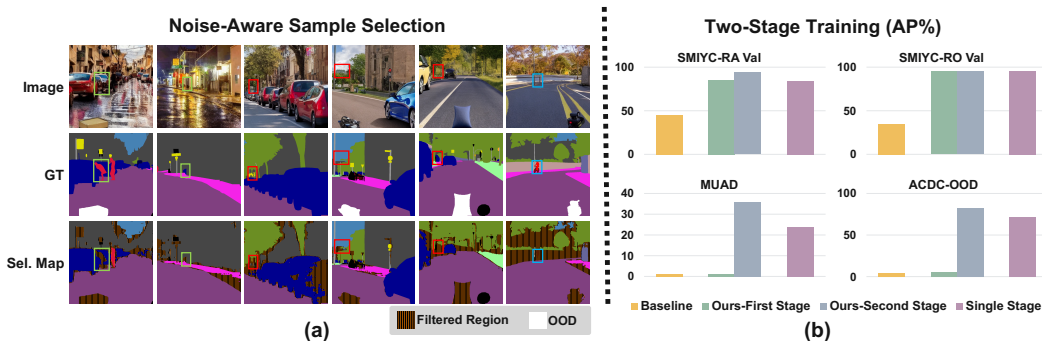 Noise-Aware Sample Selection
Image
GT
Sel. Map
Filtered Region
OOD
(a)
Two-Stage Training (AP%)
SMIYC-RA Val
100
50
0
SMIYC-RO Val
100
50
0
MUAD
40
30
20
10
0
ACDC-OOD
100
50
0
Baseline Ours-First Stage Ours-Second Stage Single Stage
(b)